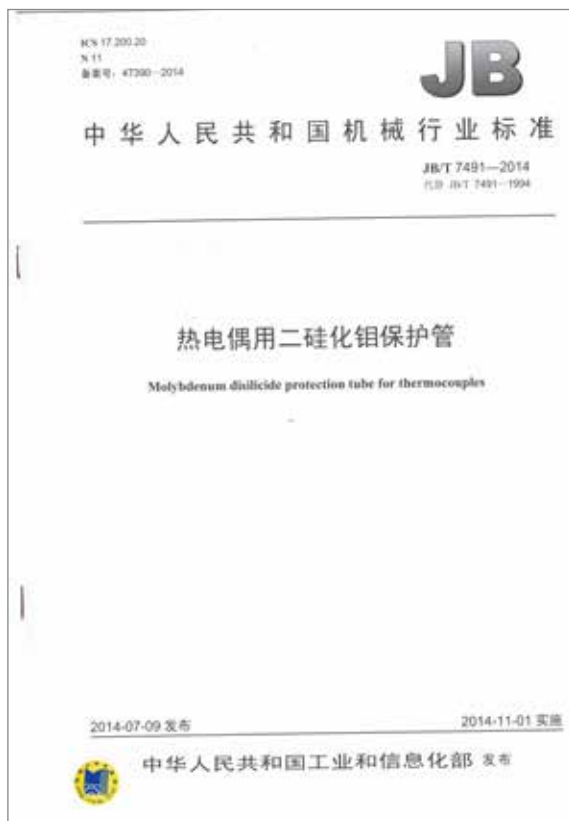 ICS 17.200.20
N 11
备案号：47390—2014
JB
中华人民共和国机械行业标准
JB/T 7491—2014
代替 JB/T 7491—1994
热电偶用二硅化钼保护管
Molybdenum disilicide protection tube for thermocouples
2014-07-09 发布
2014-11-01 实施
中华人民共和国工业和信息化部 发布